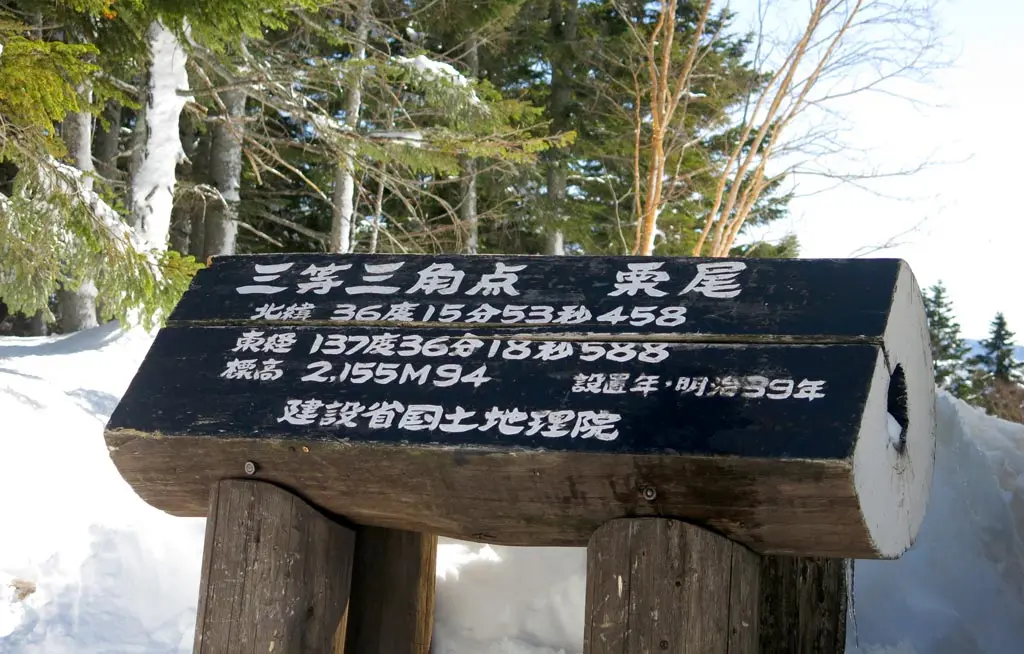 三等三角点 栗尾
北緯 36度15分53秒458
東経 137度36分18秒588
標高 2,155M94
設置年・明治39年
建設省国土地理院